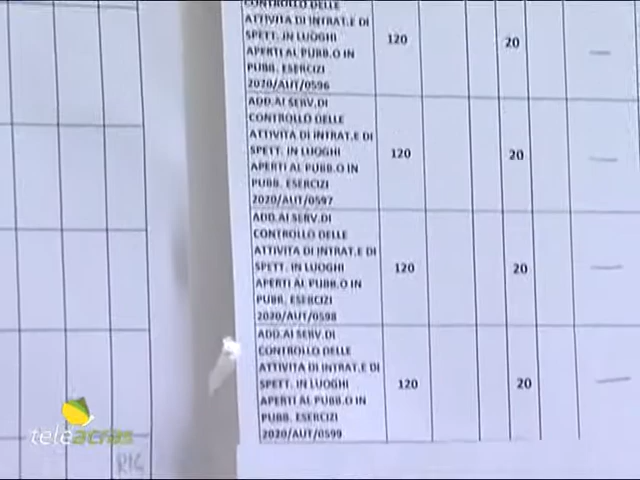 CONTROLLO DELLE
ATTIVITA DI INTRAT.E DI
SPETT. IN LUOGHI
APERTI AL PUBB.O IN
PUBB. ESERCIZI
2020/AUT/0596
120
20
ADD.AI SERV.DI
CONTROLLO DELLE
ATTIVITA DI INTRAT.E DI
SPETT. IN LUOGHI
APERTI AL PUBB.O IN
PUBB. ESERCIZI
2020/AUT/0597
120
20
ADD.AI SERV.DI
CONTROLLO DELLE
ATTIVITA DI INTRAT.E DI
SPETT. IN LUOGHI
APERTI AL PUBB.O IN
PUBB. ESERCIZI
2020/AUT/0598
120
20
ADD.AI SERV.DI
CONTROLLO DELLE
ATTIVITA DI INTRAT.E DI
SPETT. IN LUOGHI
APERTI AL PUBB.O IN
PUBB. ESERCIZI
2020/AUT/0599
120
20
teleacras